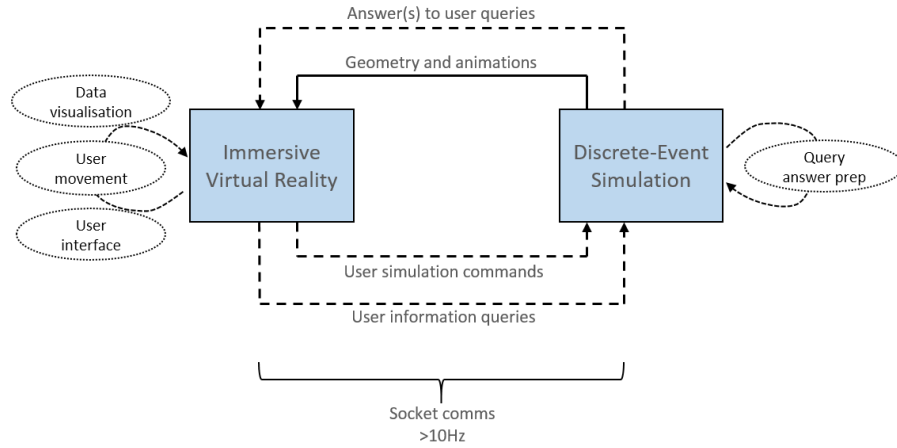 Answer(s) to user queries
Geometry and animations
Data
visualisation
User
movement
User
interface
Immersive
Virtual Reality
Discrete-Event
Simulation
Query
answer prep
User simulation commands
User information queries
Socket comms
>10Hz